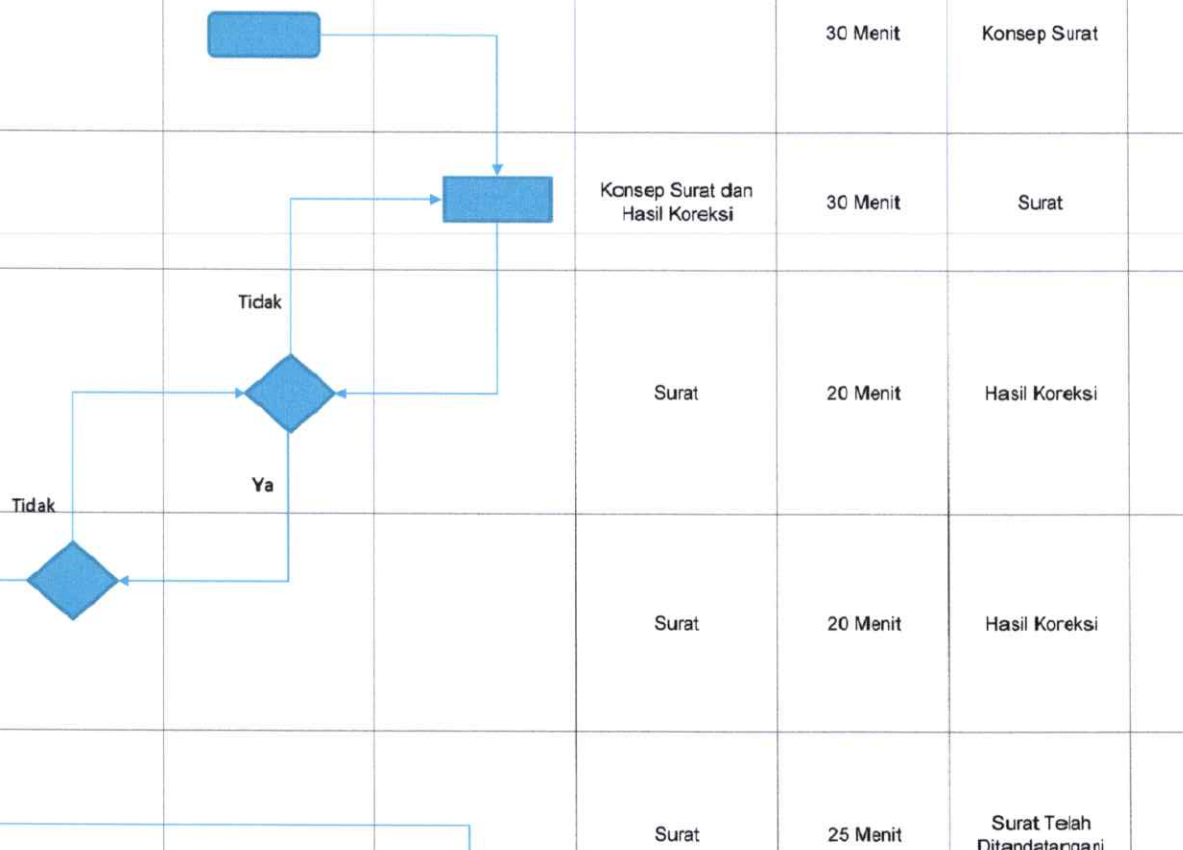 30 Menit
Konsep Surat
Konsep Surat dan
Hasil Koreksi
30 Menit
Surat
Tidak
Surat
20 Menit
Hasil Koreksi
Ya
Tidak
Surat
20 Menit
Hasil Koreksi
Surat
25 Menit
Surat Telah
Ditandatangani